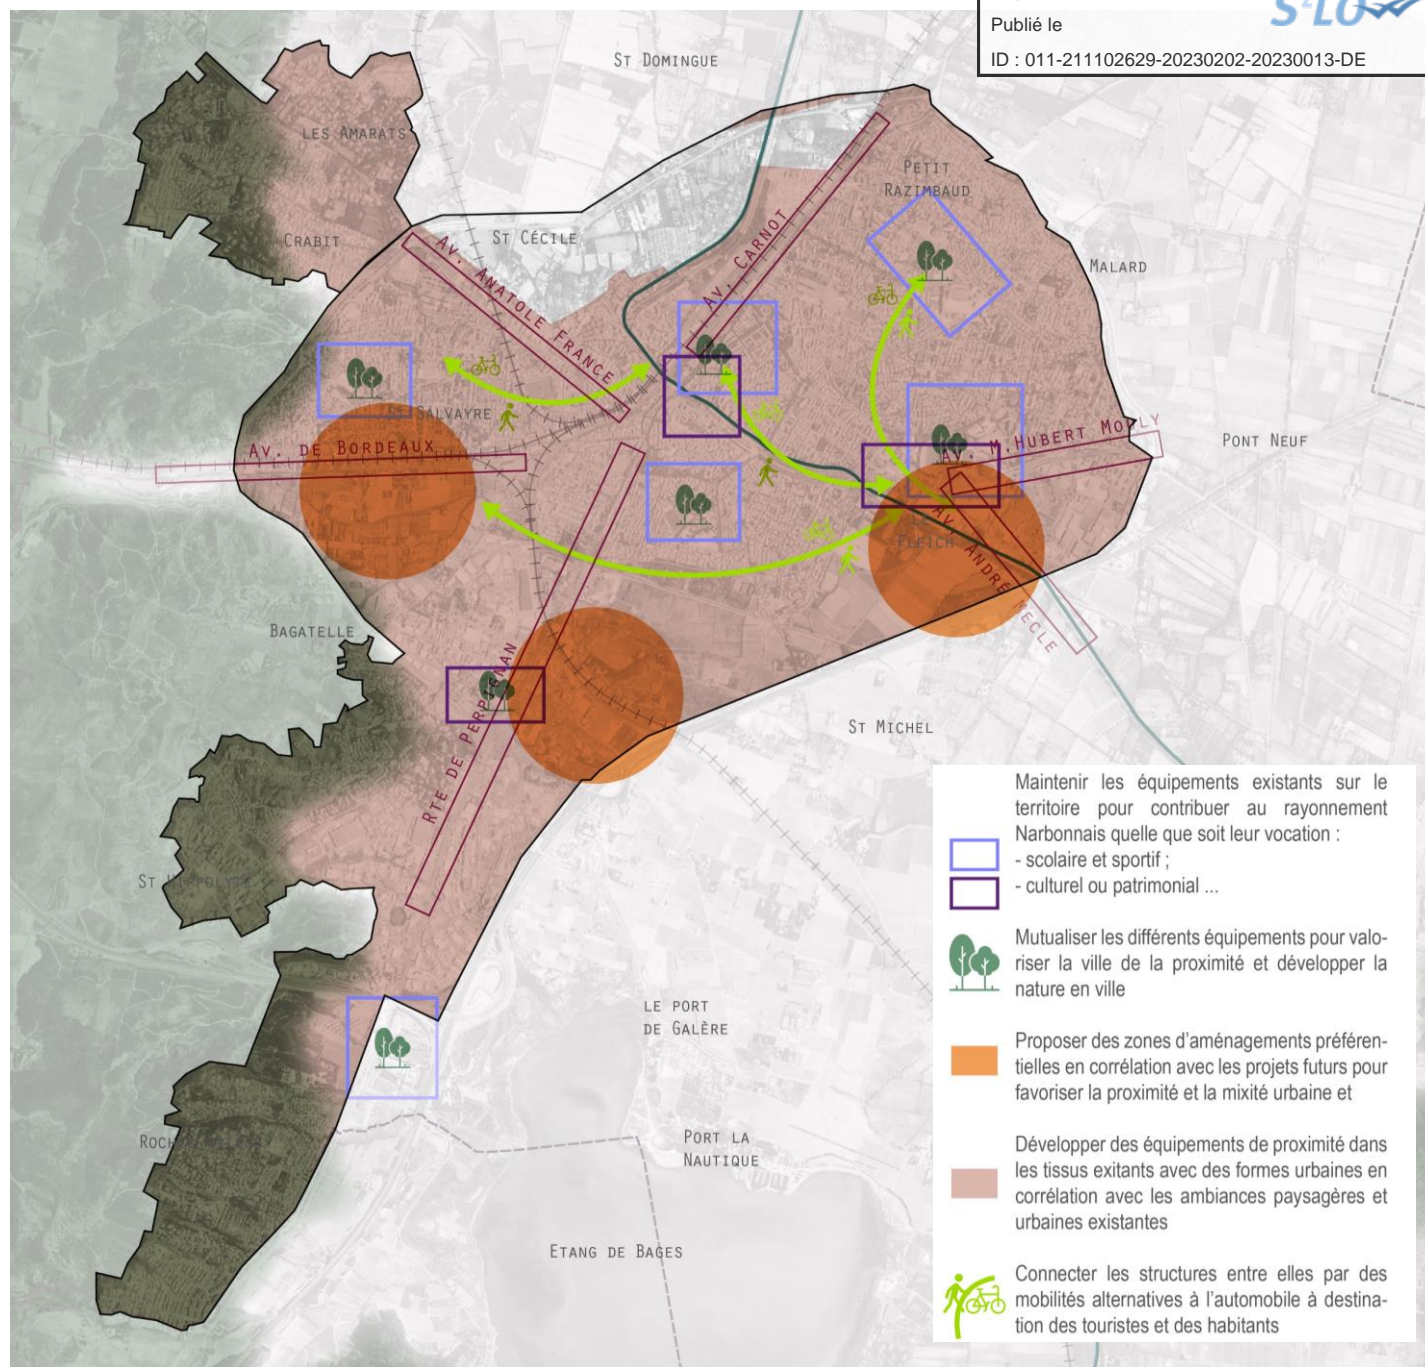 S²LO
Publié le
ID : 011-211102629-20230202-20230013-DE
ST DOMINGUE
LES AMARATS
PETIT
RAZIMBAUD
CRABIT
ST CÉCILE
AV. CARNOT
MALARD
AV. ANATOLE FRANCE
ST SALVAYRE
AV. DE BORDEAUX
AV. M.HUBERT MOULY
PONT NEUF
LE
FLEICH
AV. ANDRÉ MECLE
BAGATELLE
RTE DE PERPIGNAN
ST MICHEL
ST HIPPOLYTE
LE PORT
DE GALÈRE
PORT LA
NAUTIQUE
ETANG DE BAGES
Maintenir les équipements existants sur le
territoire pour contribuer au rayonnement
Narbonnais quelle que soit leur vocation :
- scolaire et sportif ;
- culturel ou patrimonial ...
Mutualiser les différents équipements pour valo-
riser la ville de la proximité et développer la
nature en ville
Proposer des zones d'aménagements préféren-
tielles en corrélation avec les projets futurs pour
favoriser la proximité et la mixité urbaine et
Développer des équipements de proximité dans
les tissus exitants avec des formes urbaines en
corrélation avec les ambiances paysagères et
urbaines existantes
Connecter les structures entre elles par des
mobilités alternatives à l'automobile à destina-
tion des touristes et des habitants